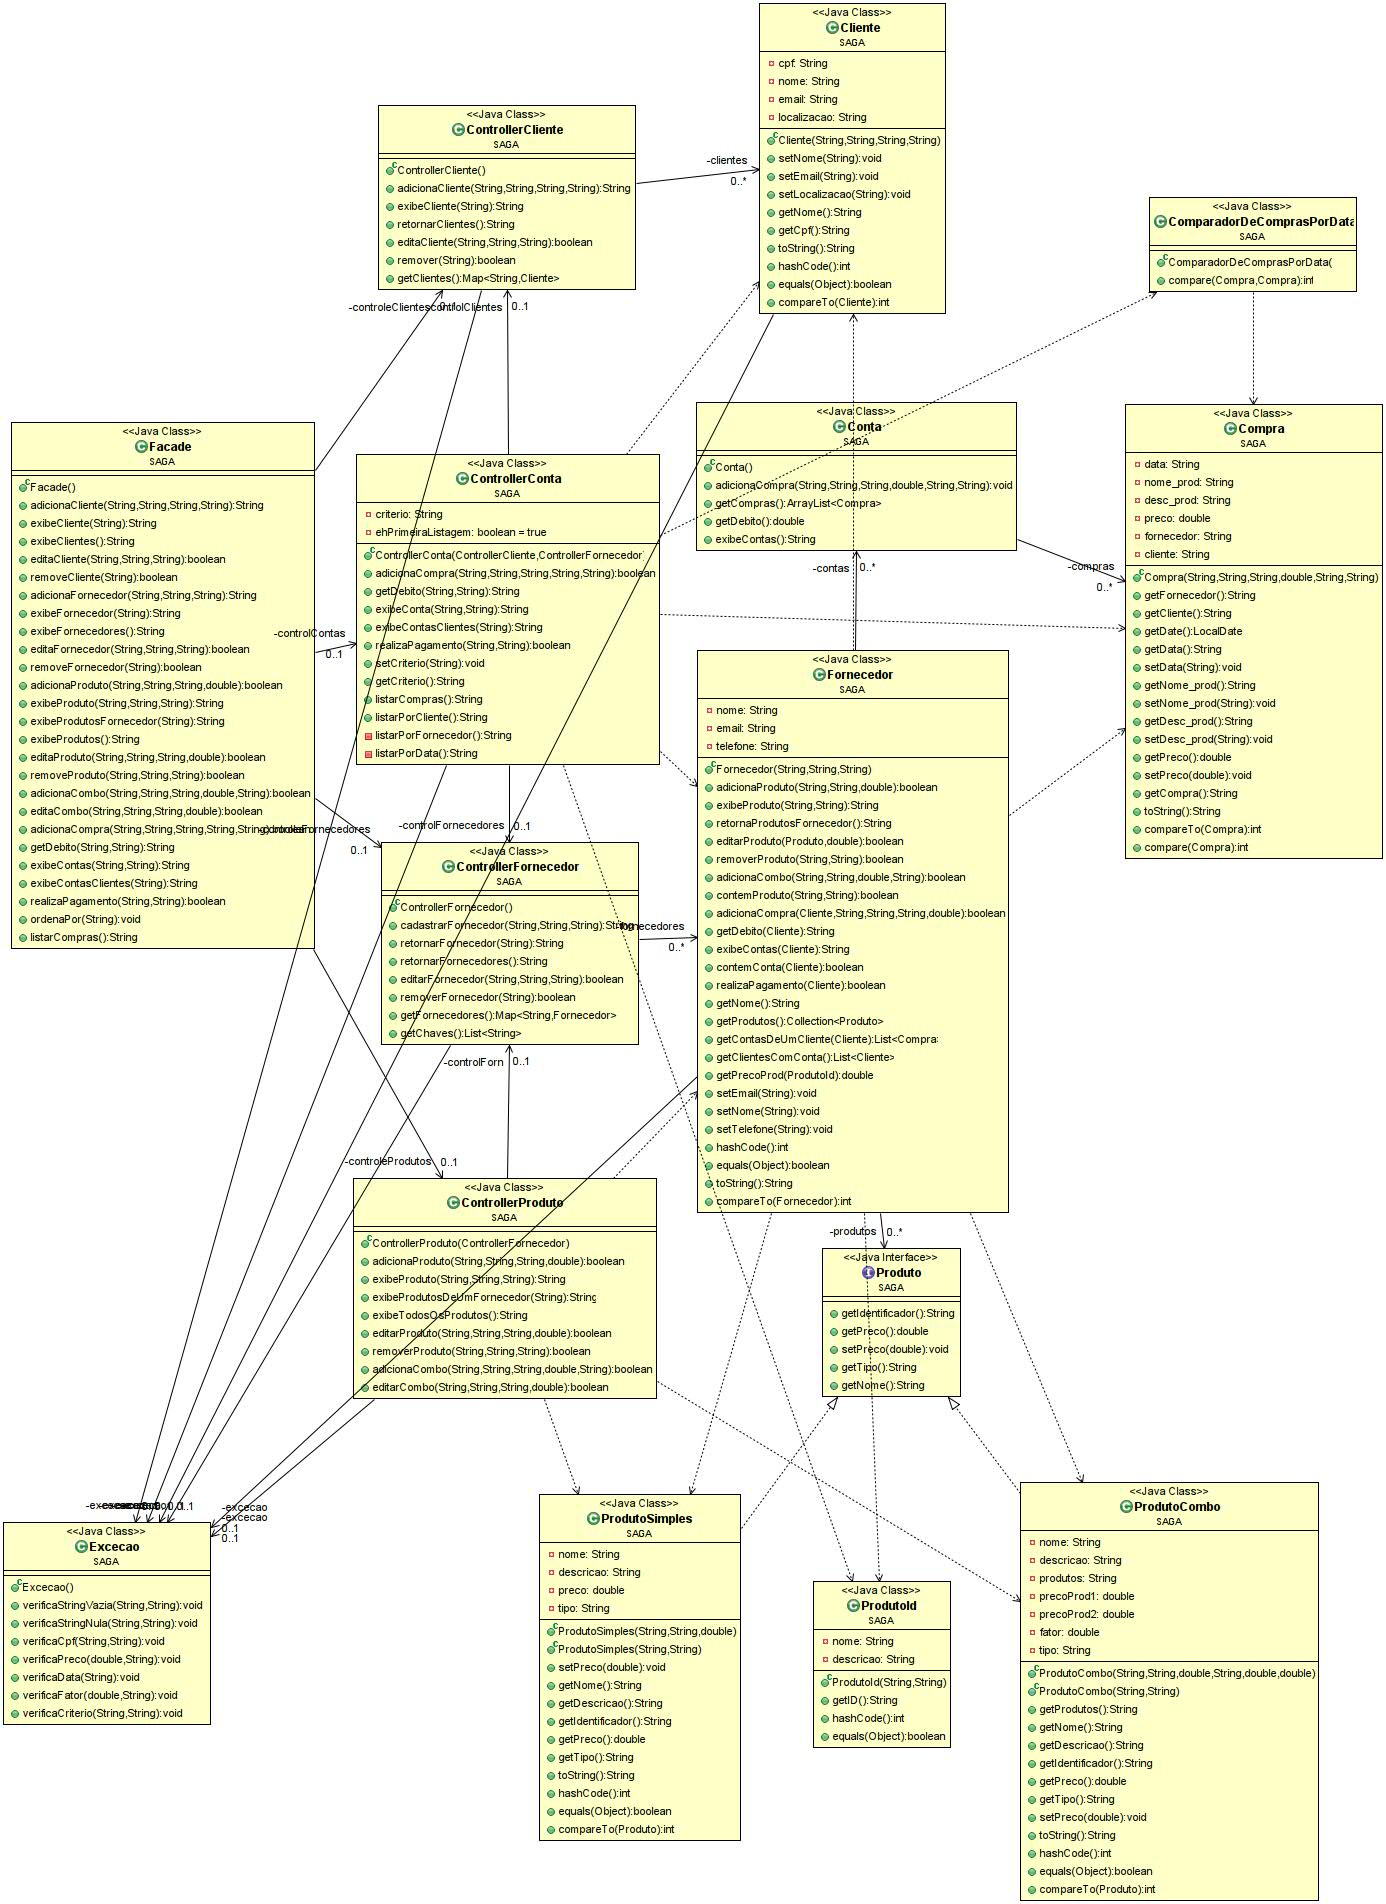 <<Java Class>>
Cliente
SAGA
cpf: String
nome: String
email: String
localizacao: String
Cliente(String,String,String,String)
setNome(String):void
setEmail(String):void
setLocalizacao(String):void
getNome():String
getCpf():String
toString():String
hashCode():int
equals(Object):boolean
compareTo(Cliente):int
<<Java Class>>
ControllerCliente
SAGA
ControllerCliente()
adicionaCliente(String,String,String,String):String
exibeCliente(String):String
retornarClientes():String
editaCliente(String,String,String):boolean
remover(String):boolean
getClientes():Map<String,Cliente>
-clientes
0..*
<<Java Class>>
ComparadorDeComprasPorData
SAGA
ComparadorDeComprasPorData(
compare(Compra,Compra):int
-controleClientes
0..1
<<Java Class>>
Facade
SAGA
Facade()
adicionaCliente(String,String,String,String):String
exibeCliente(String):String
exibeClientes():String
editaCliente(String,String,String):boolean
removeCliente(String):boolean
adicionaFornecedor(String,String,String):String
exibeFornecedor(String):String
exibeFornecedores():String
editaFornecedor(String,String,String):boolean
removeFornecedor(String):boolean
adicionaProduto(String,String,String,double):boolean
exibeProduto(String,String,String):String
exibeProdutosFornecedor(String):String
exibeProdutos():String
editaProduto(String,String,String,double):boolean
removeProduto(String,String,String):boolean
adicionaCombo(String,String,String,double,String):boolean
editaCombo(String,String,String,double):boolean
adicionaCompra(String,String,String,String,String)
getDebito(String,String):String
exibeContas(String,String):String
exibeContasClientes(String):String
realizaPagamento(String,String):boolean
ordenaPor(String):void
listarCompras():String
-controlContas
0..1
0..1
<<Java Class>>
ControllerConta
SAGA
criterio: String
ehPrimeiraListagem: boolean = true
ControllerConta(ControllerCliente,ControllerFornecedor)
adicionaCompra(String,String,String,String,String):boolean
getDebito(String,String):String
exibeConta(String,String):String
exibeContasClientes(String):String
realizaPagamento(String,String):boolean
setCriterio(String):void
getCriterio():String
listarCompras():String
listarPorCliente():String
listarPorFornecedor():String
listarPorData():String
<<Java Class>>
Conta
SAGA
Conta()
adicionaCompra(String,String,String,double,String,String):void
getCompras():ArrayList<Compra>
getDebito():double
exibeContas():String
-compras
0..*
-contas
0..*
<<Java Class>>
Compra
SAGA
data: String
nome_prod: String
desc_prod: String
preco: double
fornecedor: String
cliente: String
Compra(String,String,String,double,String,String)
getFornecedor():String
getCliente():String
getDate():LocalDate
getData():String
setData(String):void
getNome_prod():String
setNome_prod(String):void
getDesc_prod():String
setDesc_prod(String):void
getPreco():double
setPreco(double):void
getCompra():String
toString():String
compareTo(Compra):int
compare(Compra):int
<<Java Class>>
Fornecedor
SAGA
nome: String
email: String
telefone: String
Fornecedor(String,String,String)
adicionaProduto(String,String,double):boolean
exibeProduto(String,String):String
retornaProdutosFornecedor():String
editarProduto(Produto,double):boolean
removerProduto(String,String):boolean
adicionaCombo(String,String,double,String):boolean
contemProduto(String,String):boolean
adicionaCompra(Cliente,String,String,String,double):boolean
getDebito(Cliente):String
exibeContas(Cliente):String
contemConta(Cliente):boolean
realizaPagamento(Cliente):boolean
getNome():String
getProdutos():Collection<Produto>
getContasDeUmCliente(Cliente):List<Compra>
getClientesComConta():List<Cliente>
getPrecoProd(ProdutoId):double
setEmail(String):void
setNome(String):void
setTelefone(String):void
hashCode():int
equals(Object):boolean
toString():String
compareTo(Fornecedor):int
-controlFornecedores
0..1
0..1
<<Java Class>>
ControllerFornecedor
SAGA
ControllerFornecedor()
cadastrarFornecedor(String,String,String):String
retornarFornecedor(String):String
retornarFornecedores():String
editarFornecedor(String,String,String):boolean
removerFornecedor(String):boolean
getFornecedores():Map<String,Fornecedor>
getChaves():List<String>
0..*
-controlForn
0..1
-controleProdutos
0..1
<<Java Class>>
ControllerProduto
SAGA
ControllerProduto(ControllerFornecedor)
adicionaProduto(String,String,String,double):boolean
exibeProduto(String,String,String):String
exibeProdutosDeUmFornecedor(String):String
exibeTodosOsProdutos():String
editarProduto(String,String,String,double):boolean
removerProduto(String,String,String):boolean
adicionaCombo(String,String,String,double,String):boolean
editarCombo(String,String,String,double):boolean
-produtos
0..*
<<Java Interface>>
Produto
SAGA
getIdentificador():String
getPreco():double
setPreco(double):void
getTipo():String
getNome():String
-excecao
-excecao
0..1
0..1
<<Java Class>>
Excecao
SAGA
Excecao()
verificaStringVazia(String,String):void
verificaStringNula(String,String):void
verificaCpf(String,String):void
verificaPreco(double,String):void
verificaData(String):void
verificaFator(double,String):void
verificaCriterio(String,String):void
<<Java Class>>
ProdutoSimples
SAGA
nome: String
descricao: String
preco: double
tipo: String
ProdutoSimples(String,String,double)
ProdutoSimples(String,String)
setPreco(double):void
getNome():String
getDescricao():String
getIdentificador():String
getPreco():double
getTipo():String
toString():String
hashCode():int
equals(Object):boolean
compareTo(Produto):int
<<Java Class>>
ProdutoId
SAGA
nome: String
descricao: String
ProdutoId(String,String)
getID():String
hashCode():int
equals(Object):boolean
<<Java Class>>
ProdutoCombo
SAGA
nome: String
descricao: String
produtos: String
precoProd1: double
precoProd2: double
fator: double
tipo: String
ProdutoCombo(String,String,double,String,double,double)
ProdutoCombo(String,String)
getProdutos():String
getNome():String
getDescricao():String
getIdentificador():String
getPreco():double
getTipo():String
setPreco(double):void
toString():String
hashCode():int
equals(Object):boolean
compareTo(Produto):int